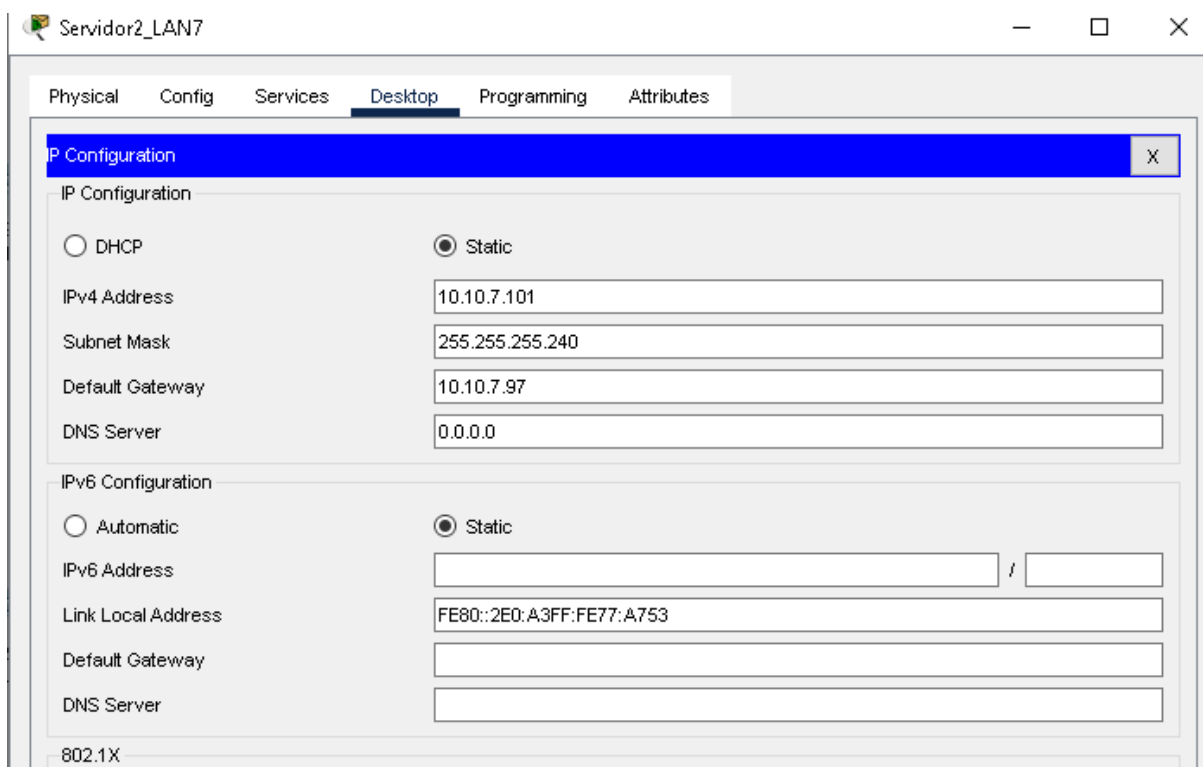 Servidor2_LAN7
Physical Config Services Desktop Programming Attributes
IP Configuration X
IP Configuration
DHCP Static
IPv4 Address 10.10.7.101
Subnet Mask 255.255.255.240
Default Gateway 10.10.7.97
DNS Server 0.0.0.0
IPv6 Configuration
Automatic Static
IPv6 Address /
Link Local Address FE80::2E0:A3FF:FE77:A753
Default Gateway
DNS Server
802.1X